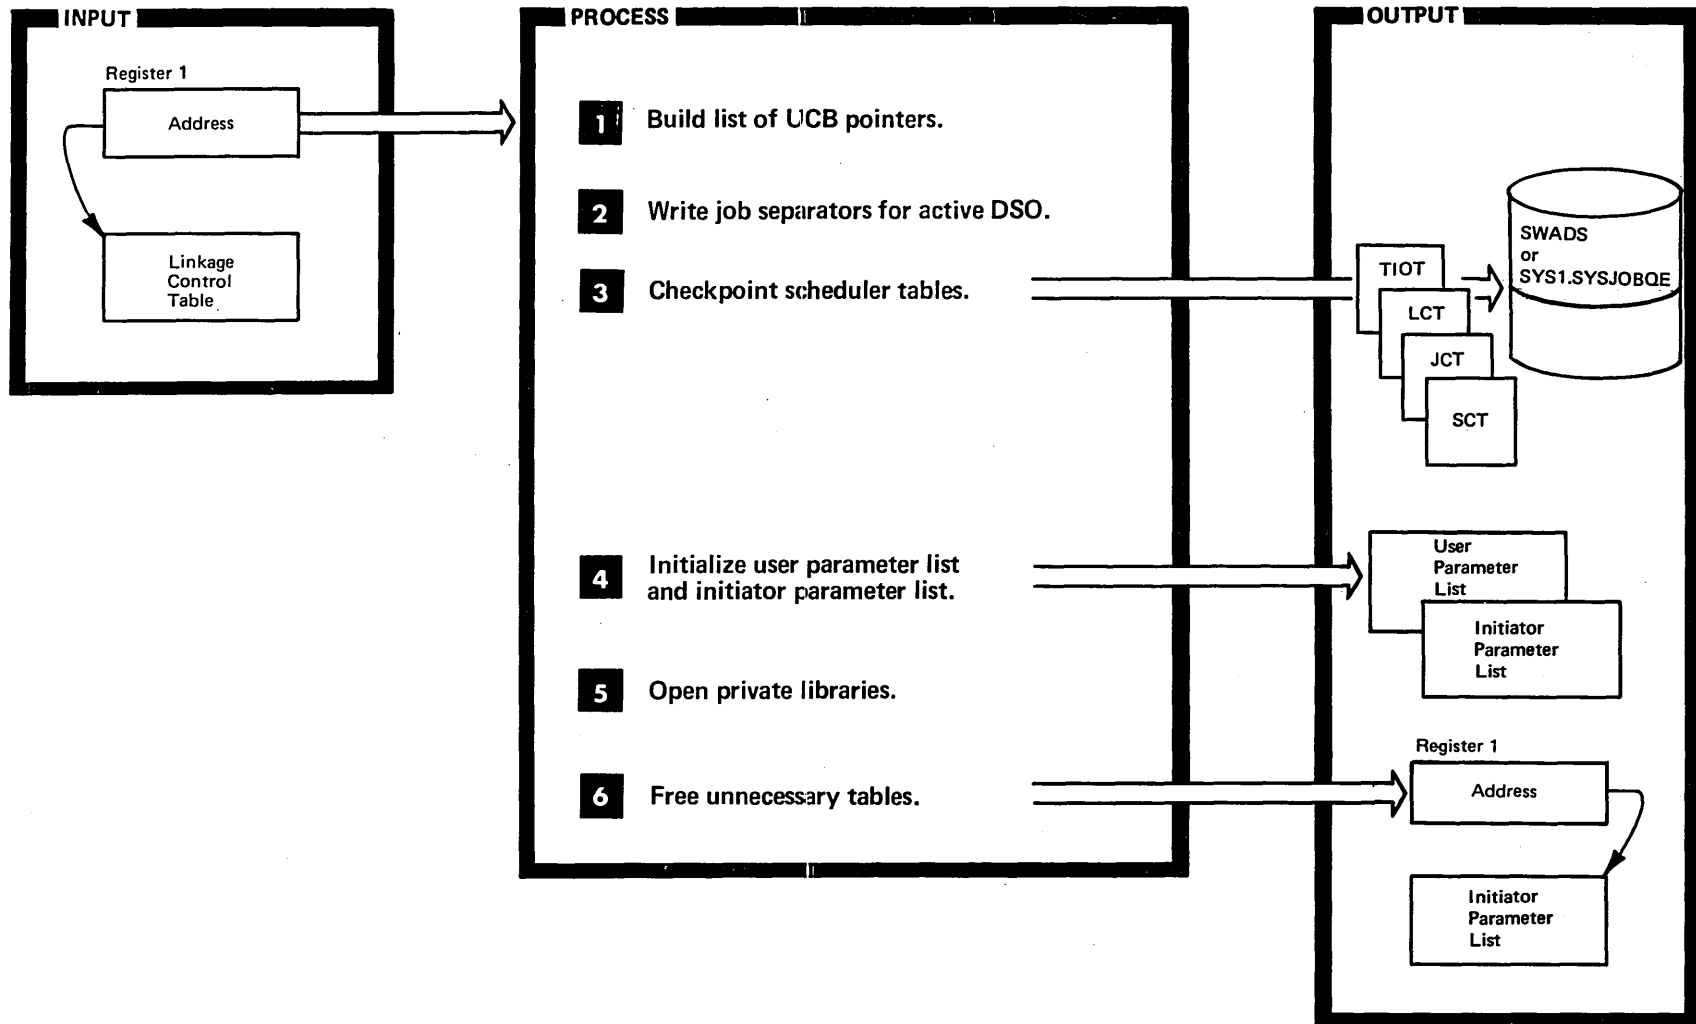 INPUT
Register 1
Address
Linkage
Control
Table
PROCESS
1 Build list of UCB pointers.
2 Write job separators for active DSO.
3 Checkpoint scheduler tables.
4 Initialize user parameter list
and initiator parameter list.
5 Open private libraries.
6 Free unnecessary tables.
OUTPUT
SWADS
or
SYS1.SYSJOBQE
TIOT
LCT
JCT
SCT
User
Parameter
List
Initiator
Parameter
List
Register 1
Address
Initiator
Parameter
List